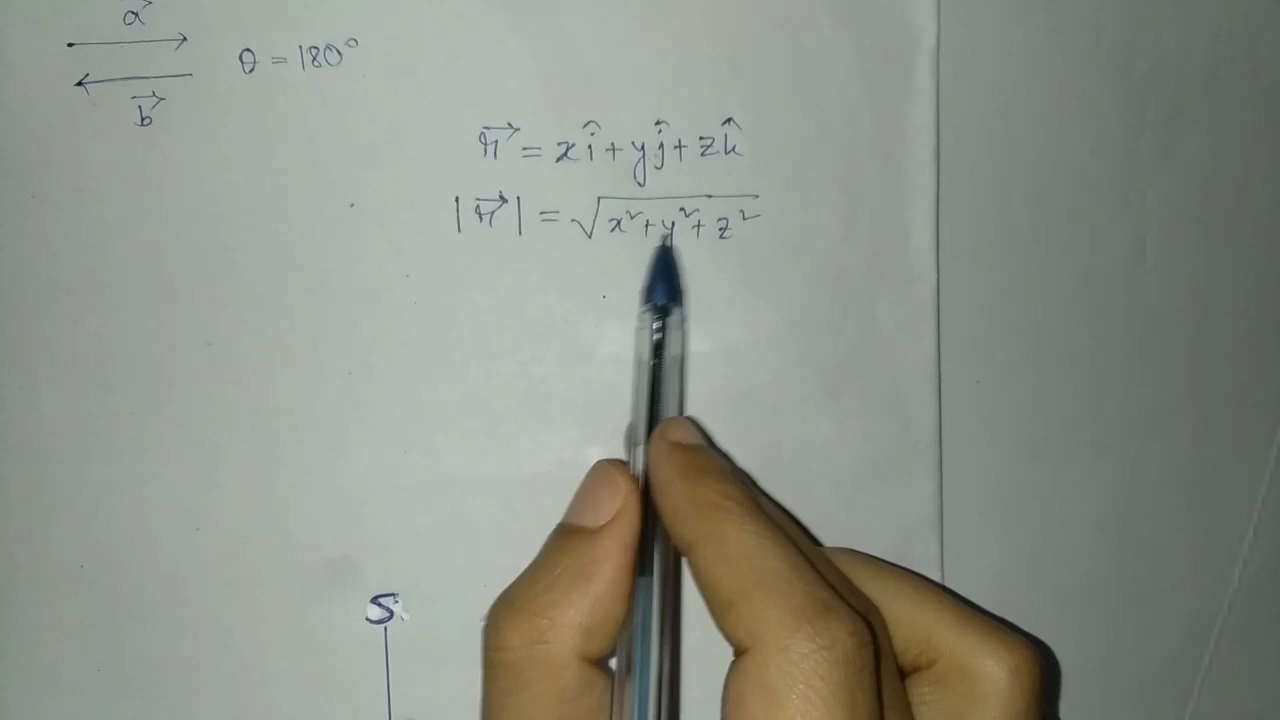 a⃗
θ = 180°
b⃗
r⃗ = xî + yĵ + zk̂
|r⃗| = √(x² + y² + z²)
S